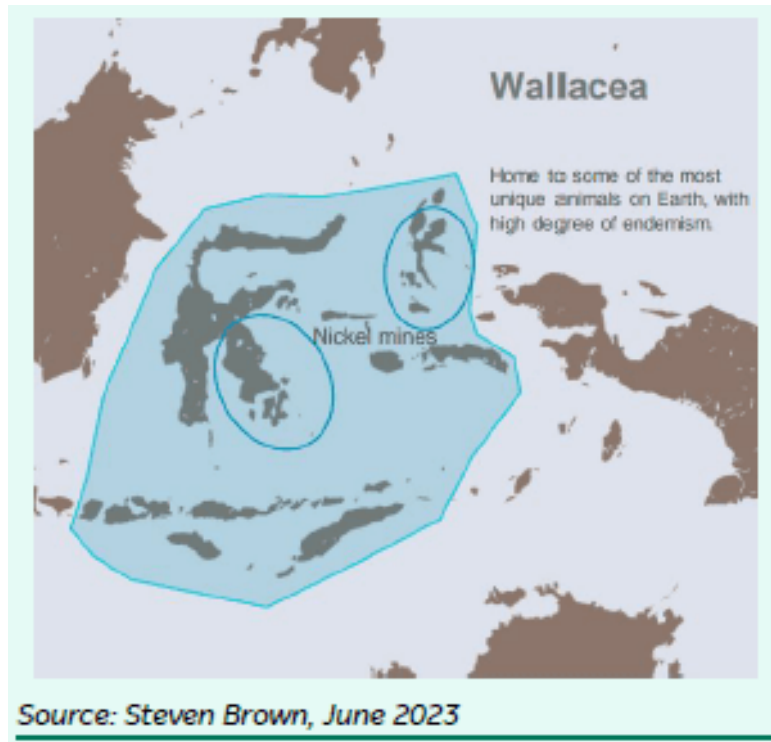 Wallacea
Home to some of the most
unique animals on Earth, with
high degree of endemism.
Nickel mines
Source: Steven Brown, June 2023